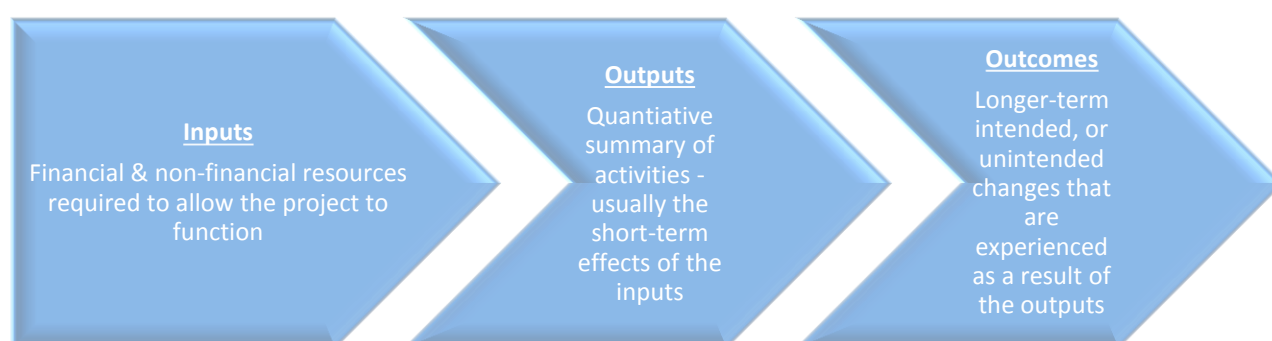 Inputs
Financial & non-financial resources
required to allow the project to
function
Outputs
Quantiative
summary of
activities -
usually the
short-term
effects of the
inputs
Outcomes
Longer-term
intended, or
unintended
changes that
are
experienced
as a result of
the outputs